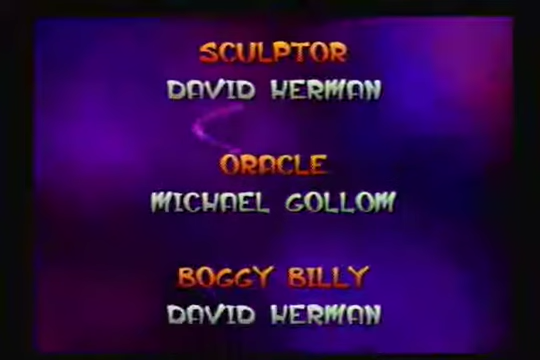 SCULPTOR
DAVID HERMAN
ORACLE
MICHAEL GOLLOM
BOGGY BILLY
DAVID HERMAN